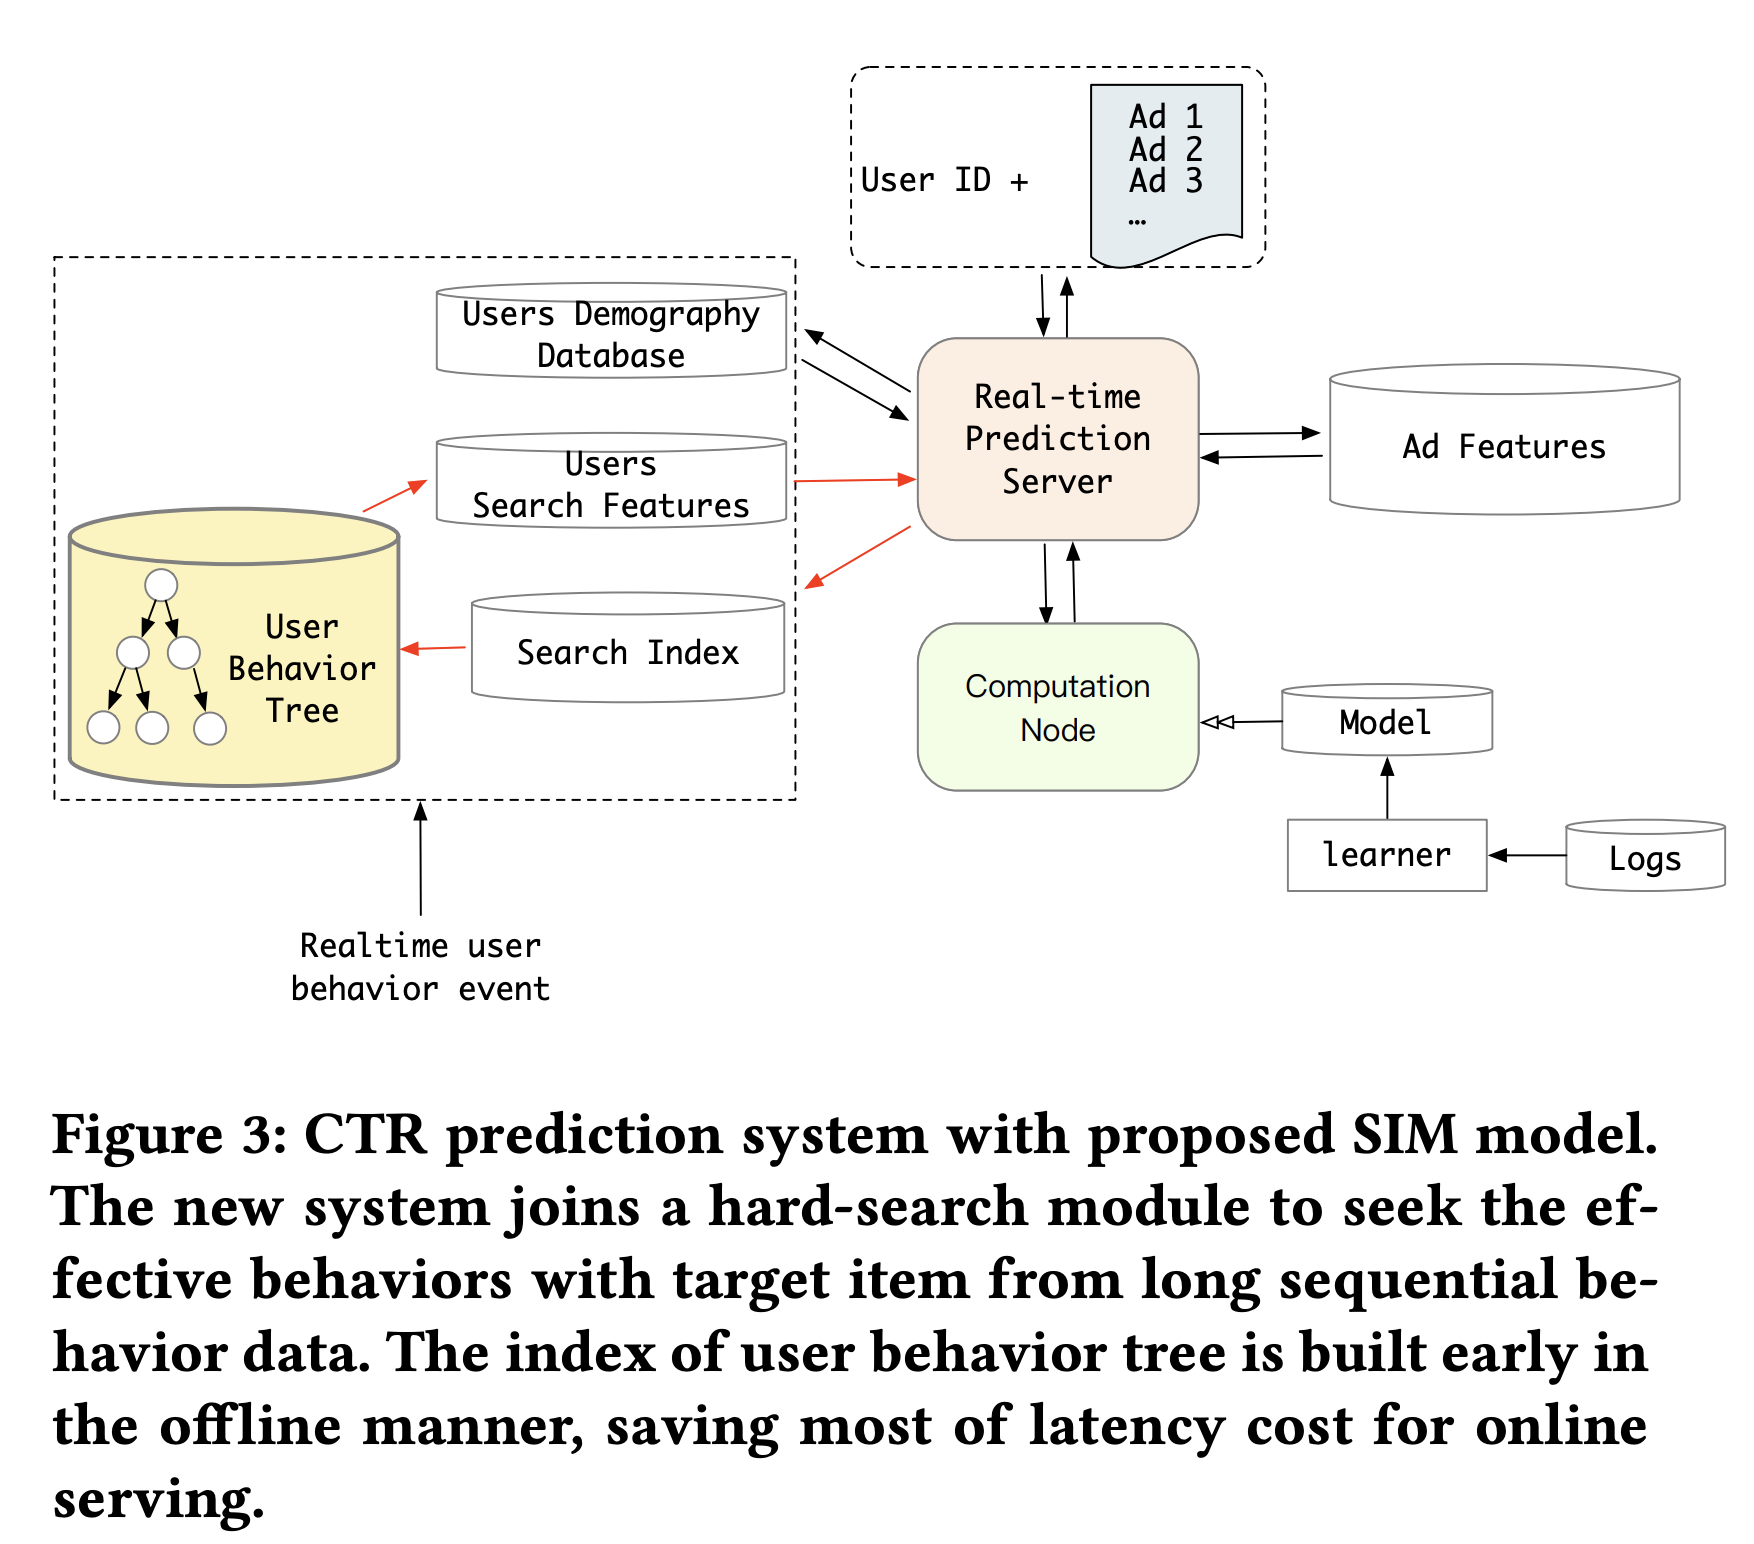 Ad 1
Ad 2
User ID +
Ad 3
…
Users Demography
Database
Real-time
Prediction
Server
Ad Features
Users
Search Features
User
Behavior
Tree
Search Index
Computation
Node
Model
learner
Logs
Realtime user
behavior event
Figure 3: CTR prediction system with proposed SIM model.
The new system joins a hard-search module to seek the ef-
fective behaviors with target item from long sequential be-
havior data. The index of user behavior tree is built early in
the offline manner, saving most of latency cost for online
serving.